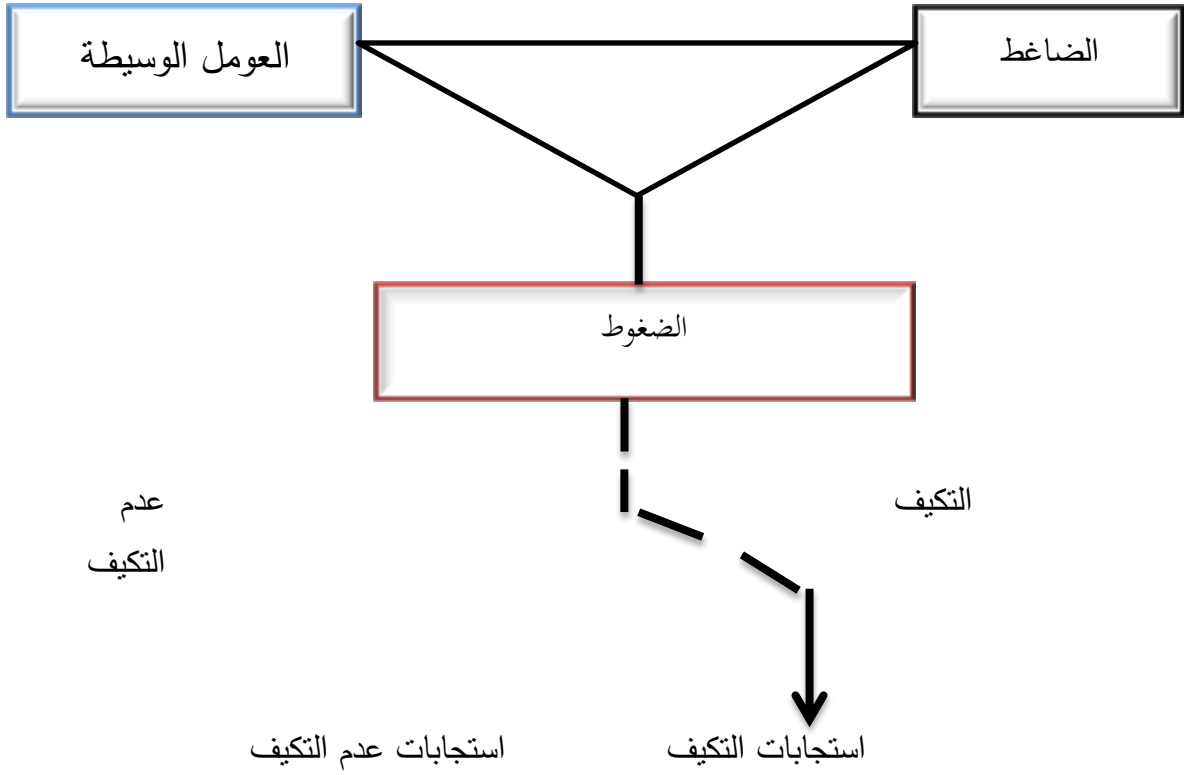 الضاغط
العومل الوسيطة
الضغوط
التكيف
عدم
التكيف
استجابات التكيف
استجابات عدم التكيف